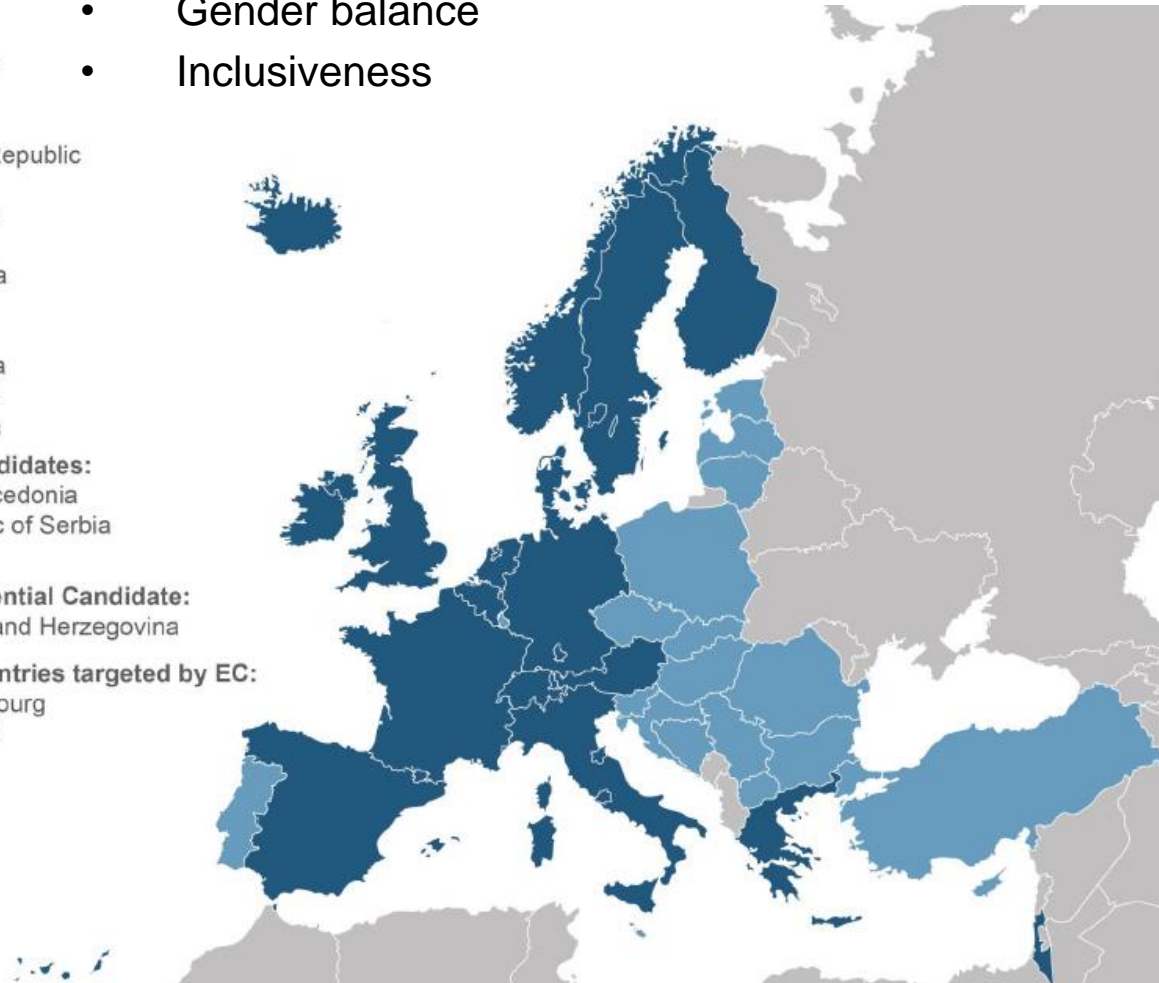 • Gender balance
• Inclusiveness
epublic
a
a
didates:
cedonia
c of Serbia
ential Candidate:
and Herzegovina
ntries targeted by EC:
ourg